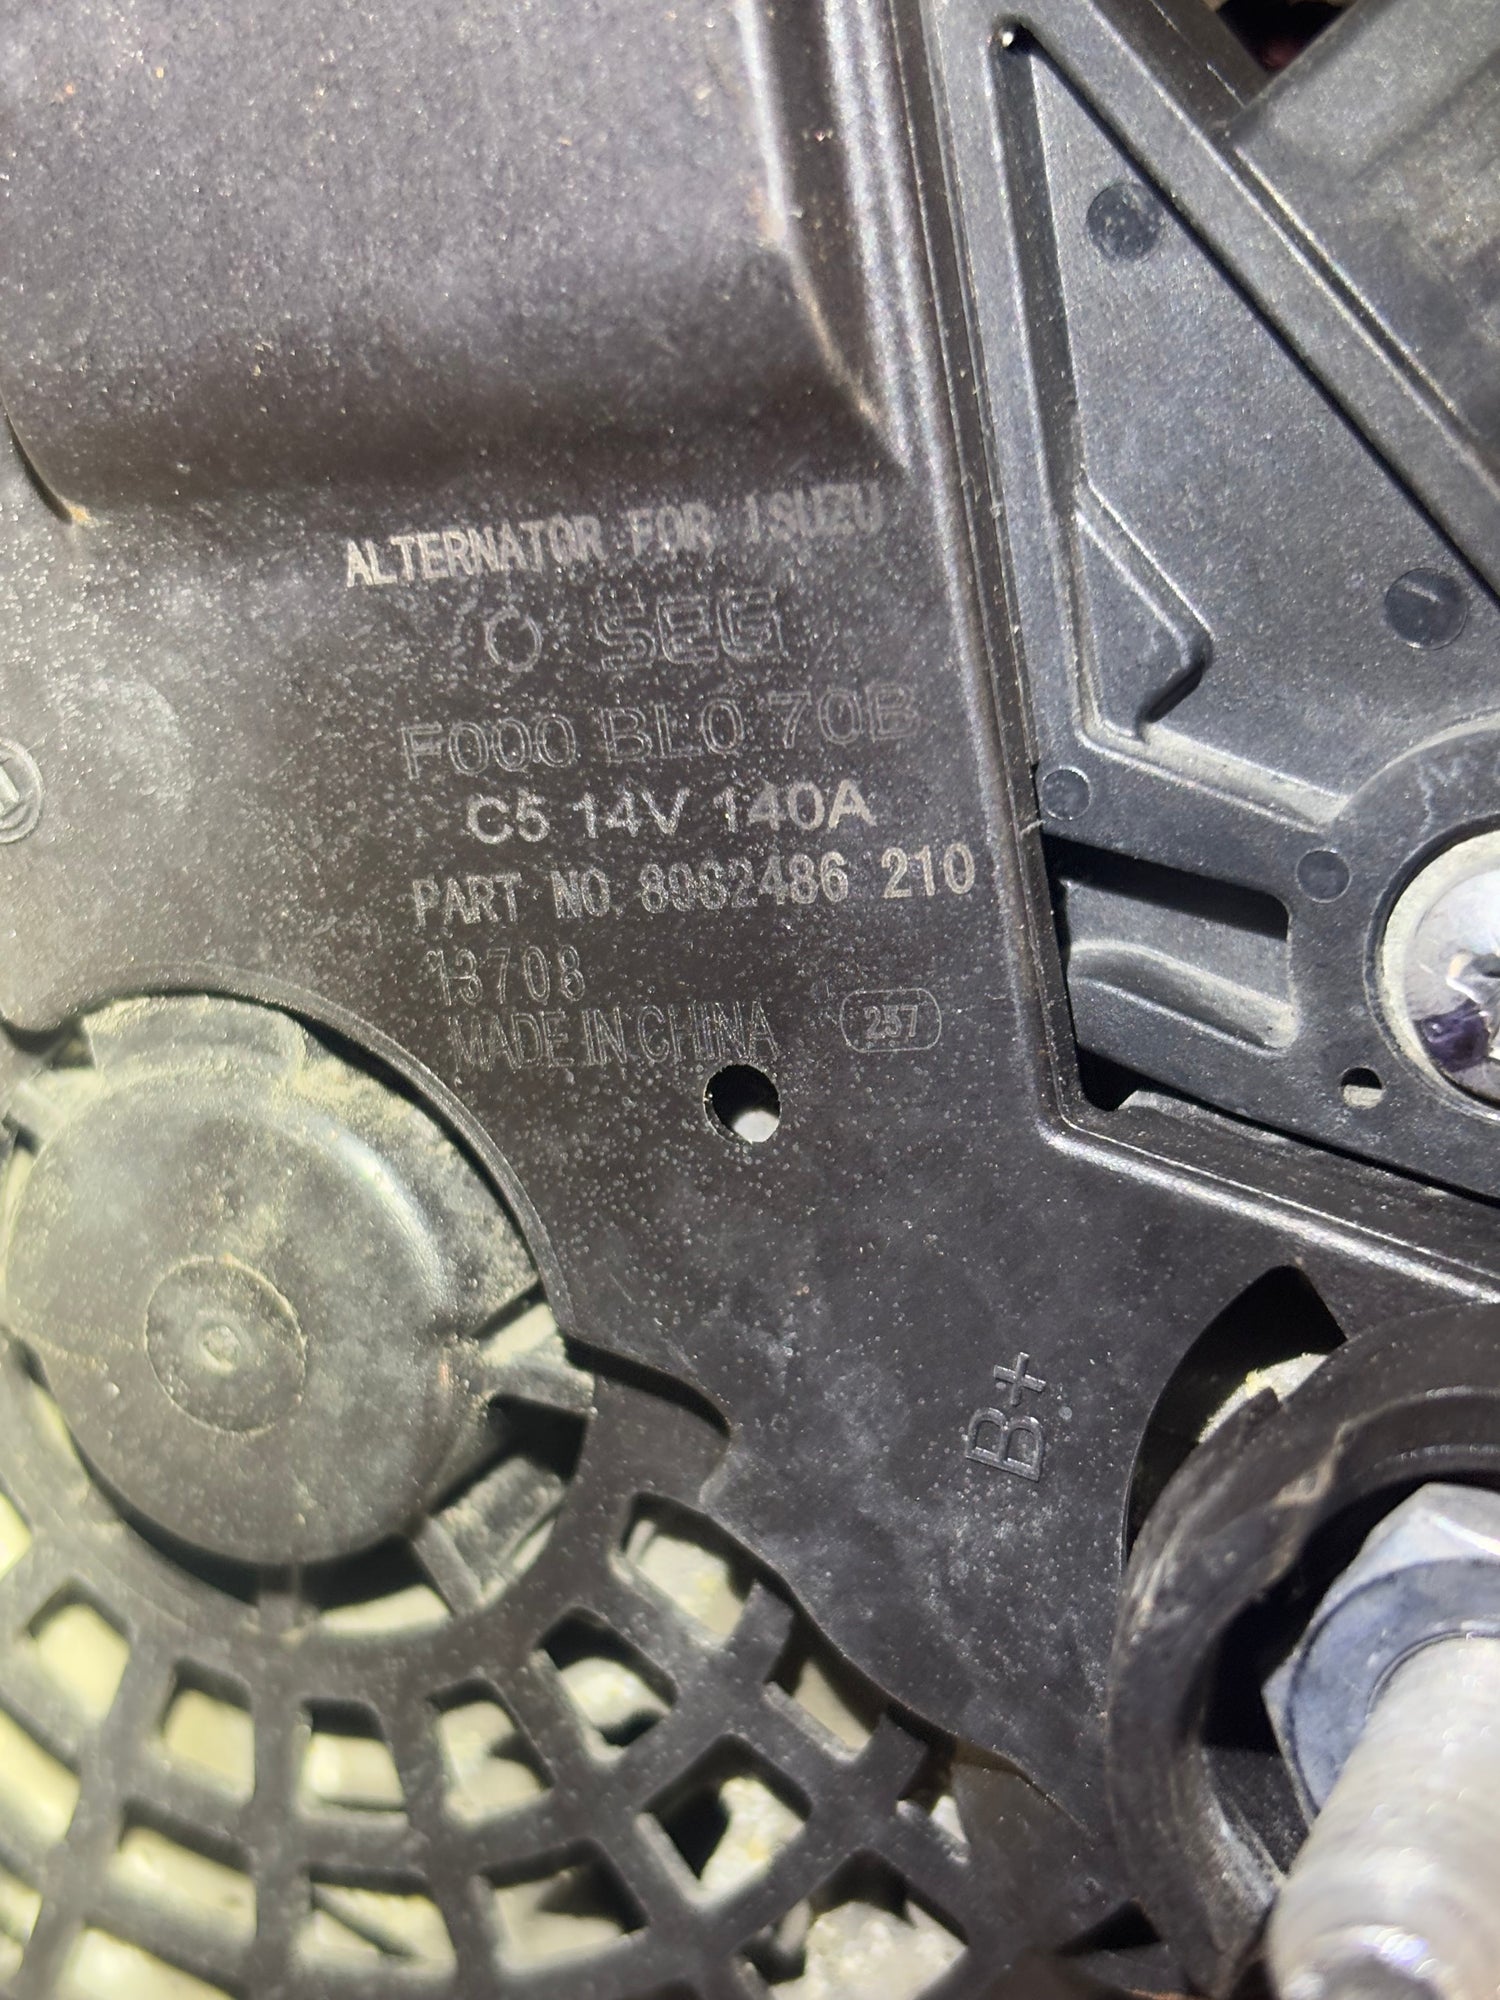 ALTERNATOR FOR ISUZU
SEG
F000 BL0 70B
C5 14V 140A
PART NO. 8982486 210
13708
MADE IN CHINA
257
B+